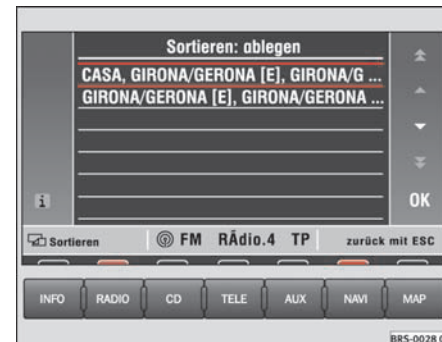 Sortieren: ablegen
CASA, GIRONA/GERONA [E], GIRONA/G ...
GIRONA/GERONA [E], GIRONA/GERONA ...
i
OK
Sortieren FM RÂdio.4 TP zurück mit ESC
INFO RADIO CD TELE AUX NAVI MAP
BRS-0028